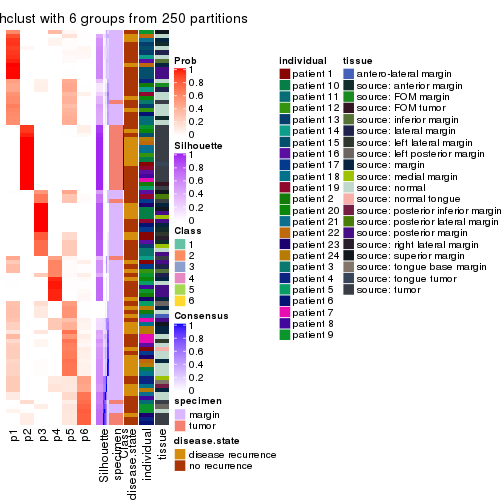 hclust with 6 groups from 250 partitions
Prob
1
0.8
0.6
0.4
0.2
0
Silhouette
1
0.8
0.6
0.4
0.2
0
Class
1
2
3
4
5
6
Consensus
1
0.8
0.6
0.4
0.2
0
specimen
margin
tumor
disease.state
disease recurrence
no recurrence
individual
patient 1
patient 10
patient 11
patient 12
patient 13
patient 14
patient 15
patient 16
patient 17
patient 18
patient 19
patient 2
patient 20
patient 21
patient 22
patient 23
patient 24
patient 3
patient 4
patient 5
patient 6
patient 7
patient 8
patient 9
tissue
antero-lateral margin
source: anterior margin
source: FOM margin
source: FOM tumor
source: inferior margin
source: lateral margin
source: left lateral margin
source: left posterior margin
source: margin
source: medial margin
source: normal
source: normal tongue
source: posterior inferior margin
source: posterior lateral margin
source: posterior margin
source: right lateral margin
source: superior margin
source: tongue base margin
source: tongue tumor
source: tumor
p1
p2
p3
p4
p5
p6
Silhouette
Class
specimen
disease.state
individual
tissue